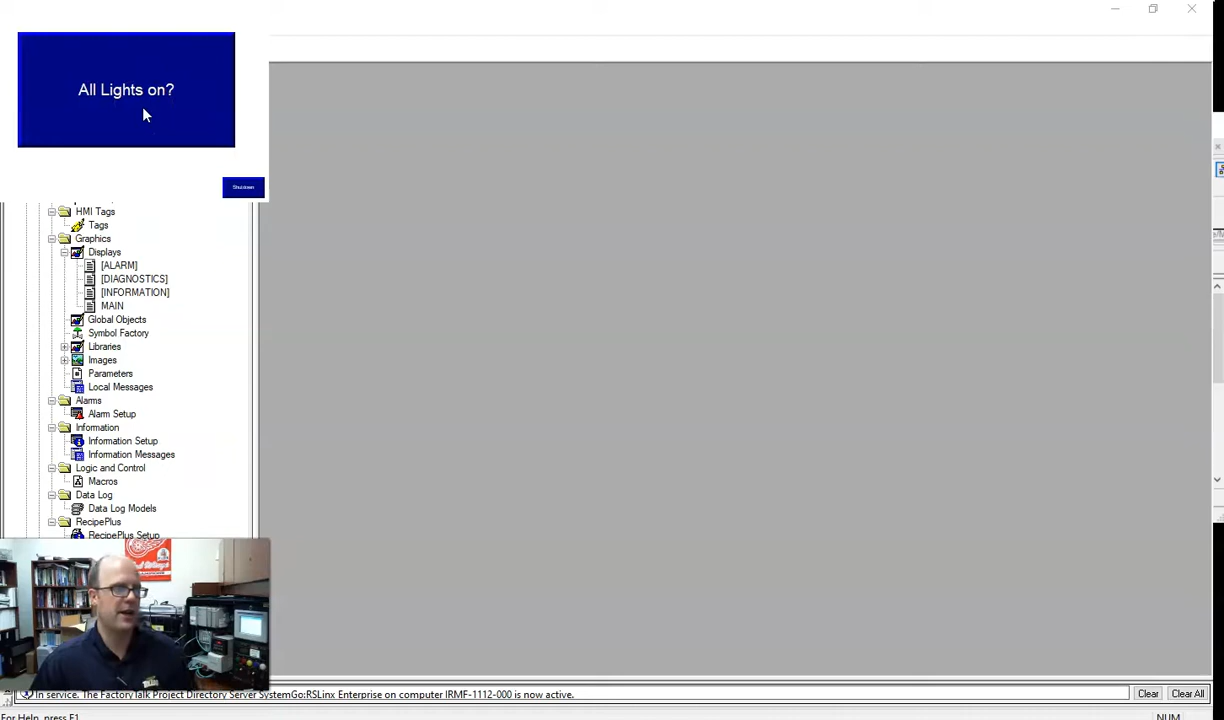 All Lights on?
Shutdown
HMI Tags
Tags
Graphics
Displays
[ALARM]
[DIAGNOSTICS]
[INFORMATION]
MAIN
Global Objects
Symbol Factory
Libraries
Images
Parameters
Local Messages
Alarms
Alarm Setup
Information
Information Setup
Information Messages
Logic and Control
Macros
Data Log
Data Log Models
RecipePlus
RecipePlus Setup
In service. The FactoryTalk Project Directory Server SystemGo:RSLinx Enterprise on computer IRMF-1112-000 is now active.
Clear
Clear All
For Help, press F1
NUM